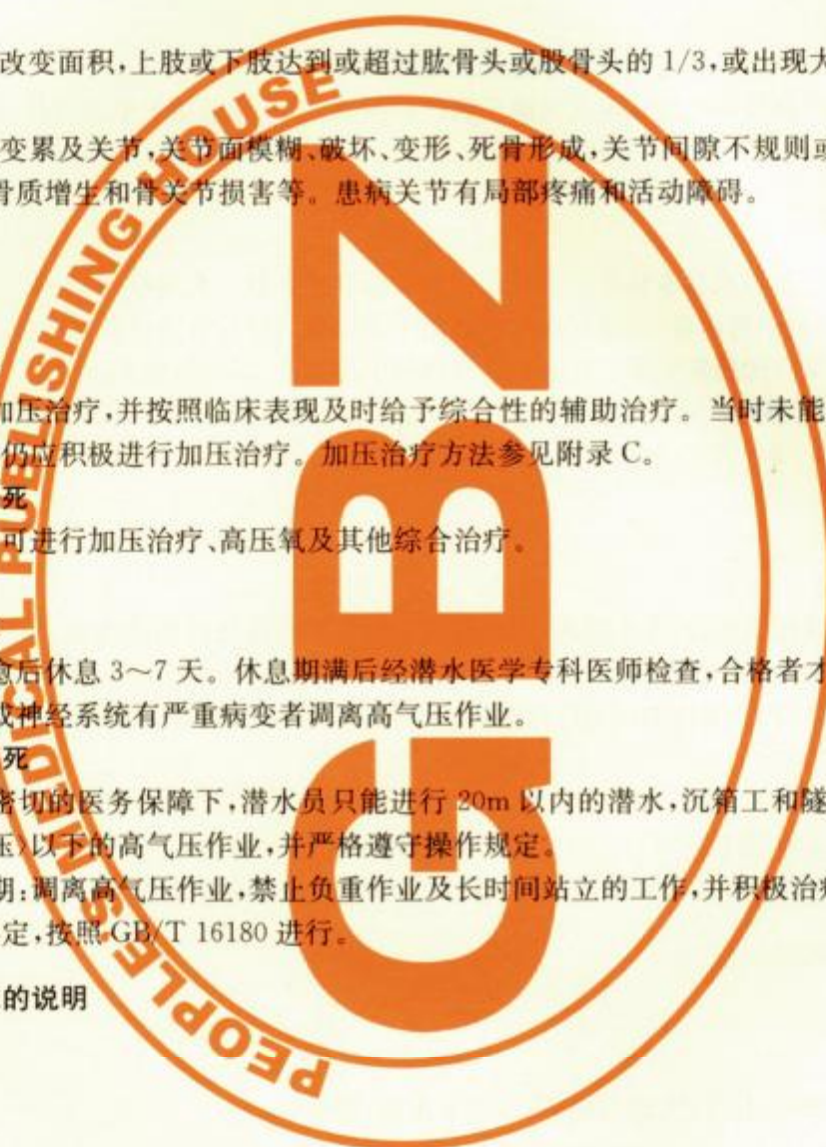 改变面积,上肢或下肢达到或超过肱骨头或股骨头的 1/3,或出现大
变累及关节,关节面模糊、破坏、变形、死骨形成,关节间隙不规则或
骨质增生和骨关节损害等。患病关节有局部疼痛和活动障碍。
加压治疗,并按照临床表现及时给予综合性的辅助治疗。当时未能
仍应积极进行加压治疗。加压治疗方法参见附录 C。
死
可进行加压治疗、高压氧及其他综合治疗。
愈后休息 3~7 天。休息期满后经潜水医学专科医师检查,合格者才
或神经系统有严重病变者调离高气压作业。
死
密切的医务保障下,潜水员只能进行 20m 以内的潜水,沉箱工和隧
压)以下的高气压作业,并严格遵守操作规定。
期:调离高气压作业,禁止负重作业及长时间站立的工作,并积极治疗
定,按照 GB/T 16180 进行。
的说明
PEOPLE'S MEDICAL PUBLISHING HOUSE
GBZ